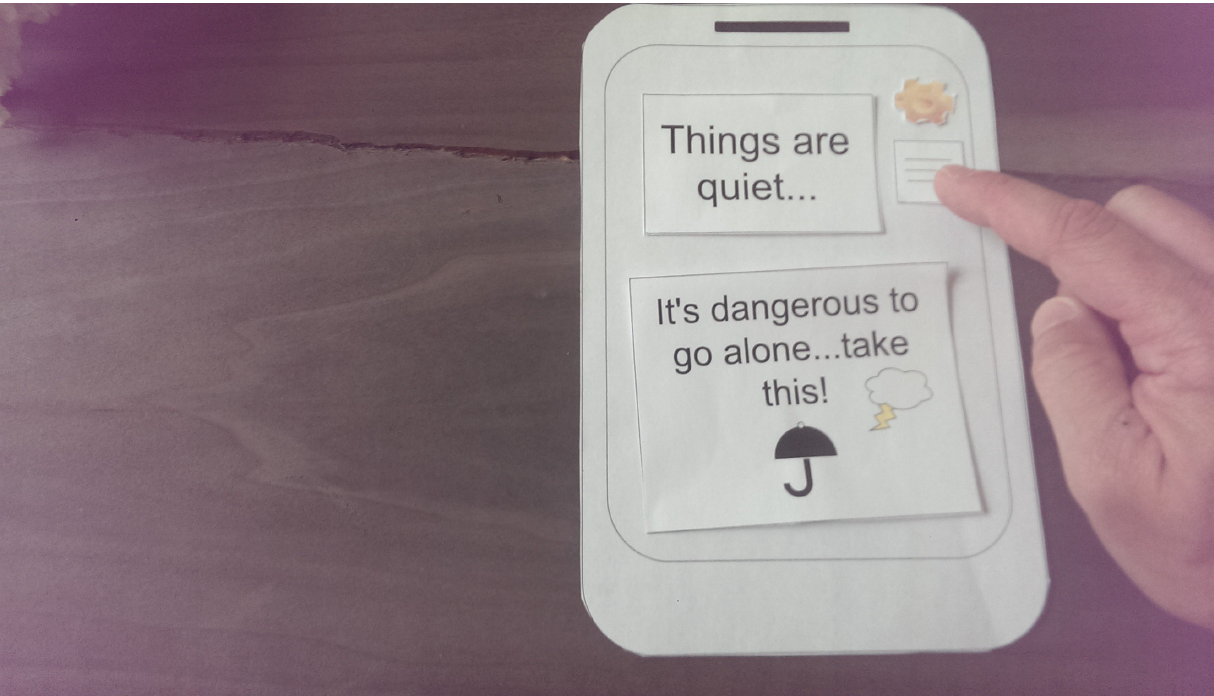 Things are
quiet...
It's dangerous to
go alone...take
this!